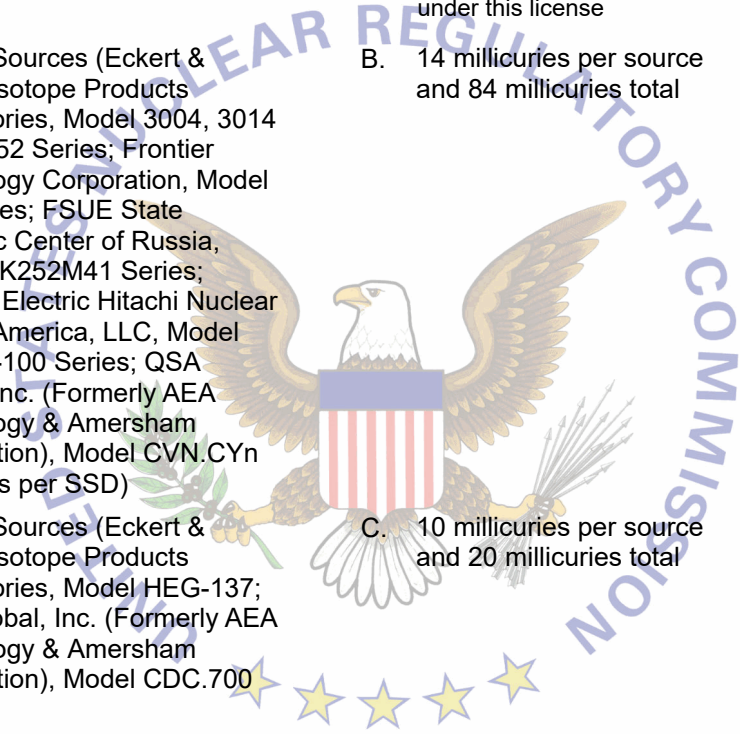 under this license
Sources (Eckert &
B. 14 millicuries per source
sotope Products
and 84 millicuries total
ories, Model 3004, 3014
52 Series; Frontier
ogy Corporation, Model
es; FSUE State
c Center of Russia,
K252M41 Series;
Electric Hitachi Nuclear
America, LLC, Model
-100 Series; QSA
nc. (Formerly AEA
ogy & Amersham
tion), Model CVN.CYn
s per SSD)
Sources (Eckert &
C. 10 millicuries per source
sotope Products
and 20 millicuries total
ories, Model HEG-137;
obal, Inc. (Formerly AEA
ogy & Amersham
tion), Model CDC.700
UNITED STATES NUCLEAR REGULATORY COMMISSION